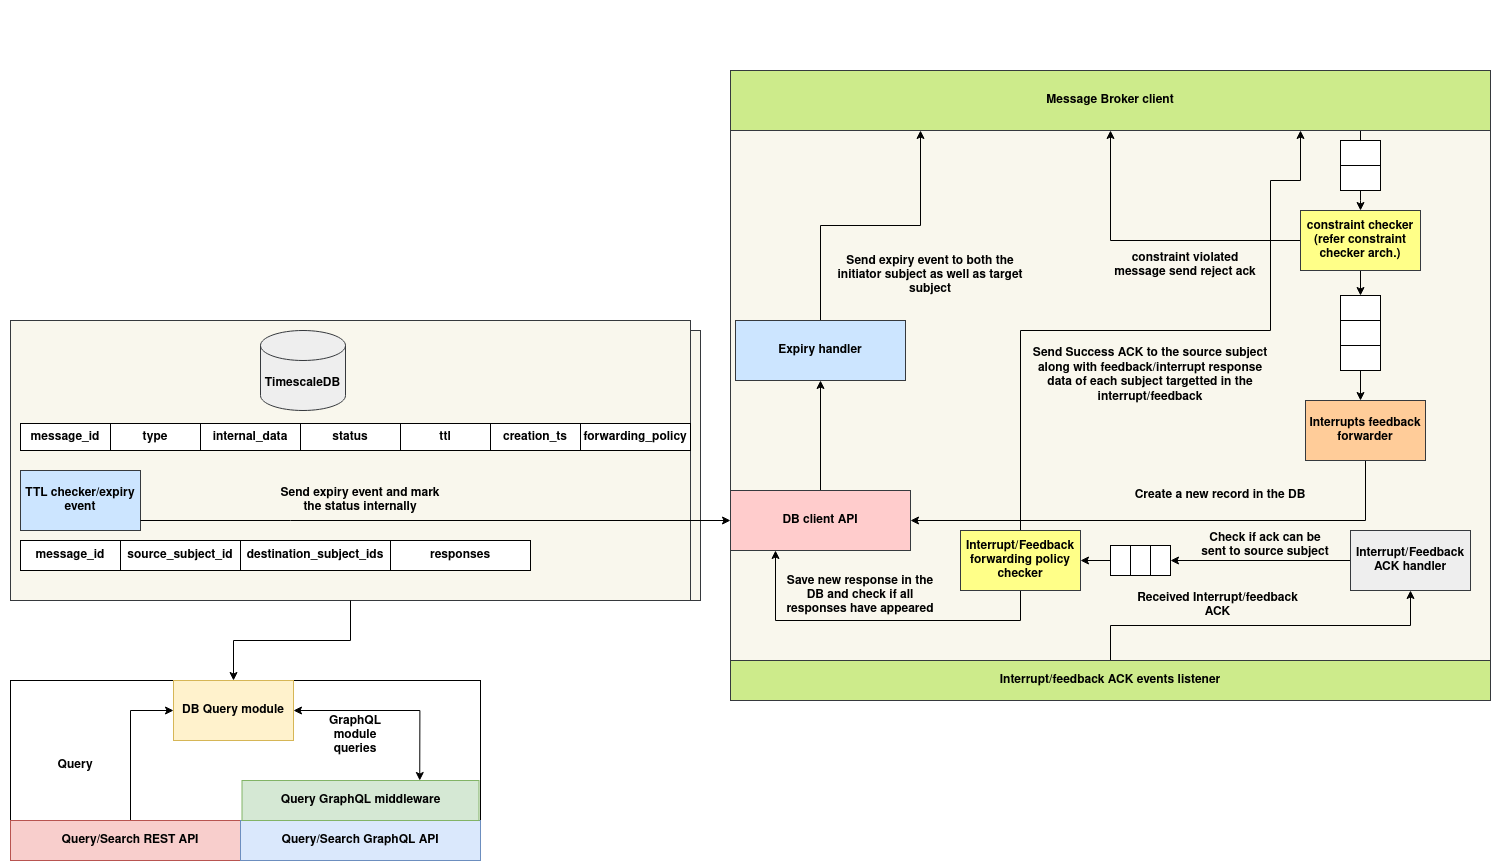 Message Broker client
constraint checker
(refer constraint
checker arch.)
constraint violated
message send reject ack
Send expiry event to both the
initiator subject as well as target
subject
Expiry handler
Send Success ACK to the source subject
along with feedback/interrupt response
data of each subject targetted in the
interrupt/feedback
Interrupts feedback
forwarder
Create a new record in the DB
DB client API
Interrupt/Feedback
forwarding policy
checker
Check if ack can be
sent to source subject
Interrupt/Feedback
ACK handler
Save new response in the
DB and check if all
responses have appeared
Received Interrupt/feedback
ACK
Interrupt/feedback ACK events listener
TimescaleDB
message_id type internal_data status ttl creation_ts forwarding_policy
TTL checker/expiry
event
Send expiry event and mark
the status internally
message_id source_subject_id destination_subject_ids responses
DB Query module
GraphQL
module
queries
Query
Query GraphQL middleware
Query/Search REST API
Query/Search GraphQL API